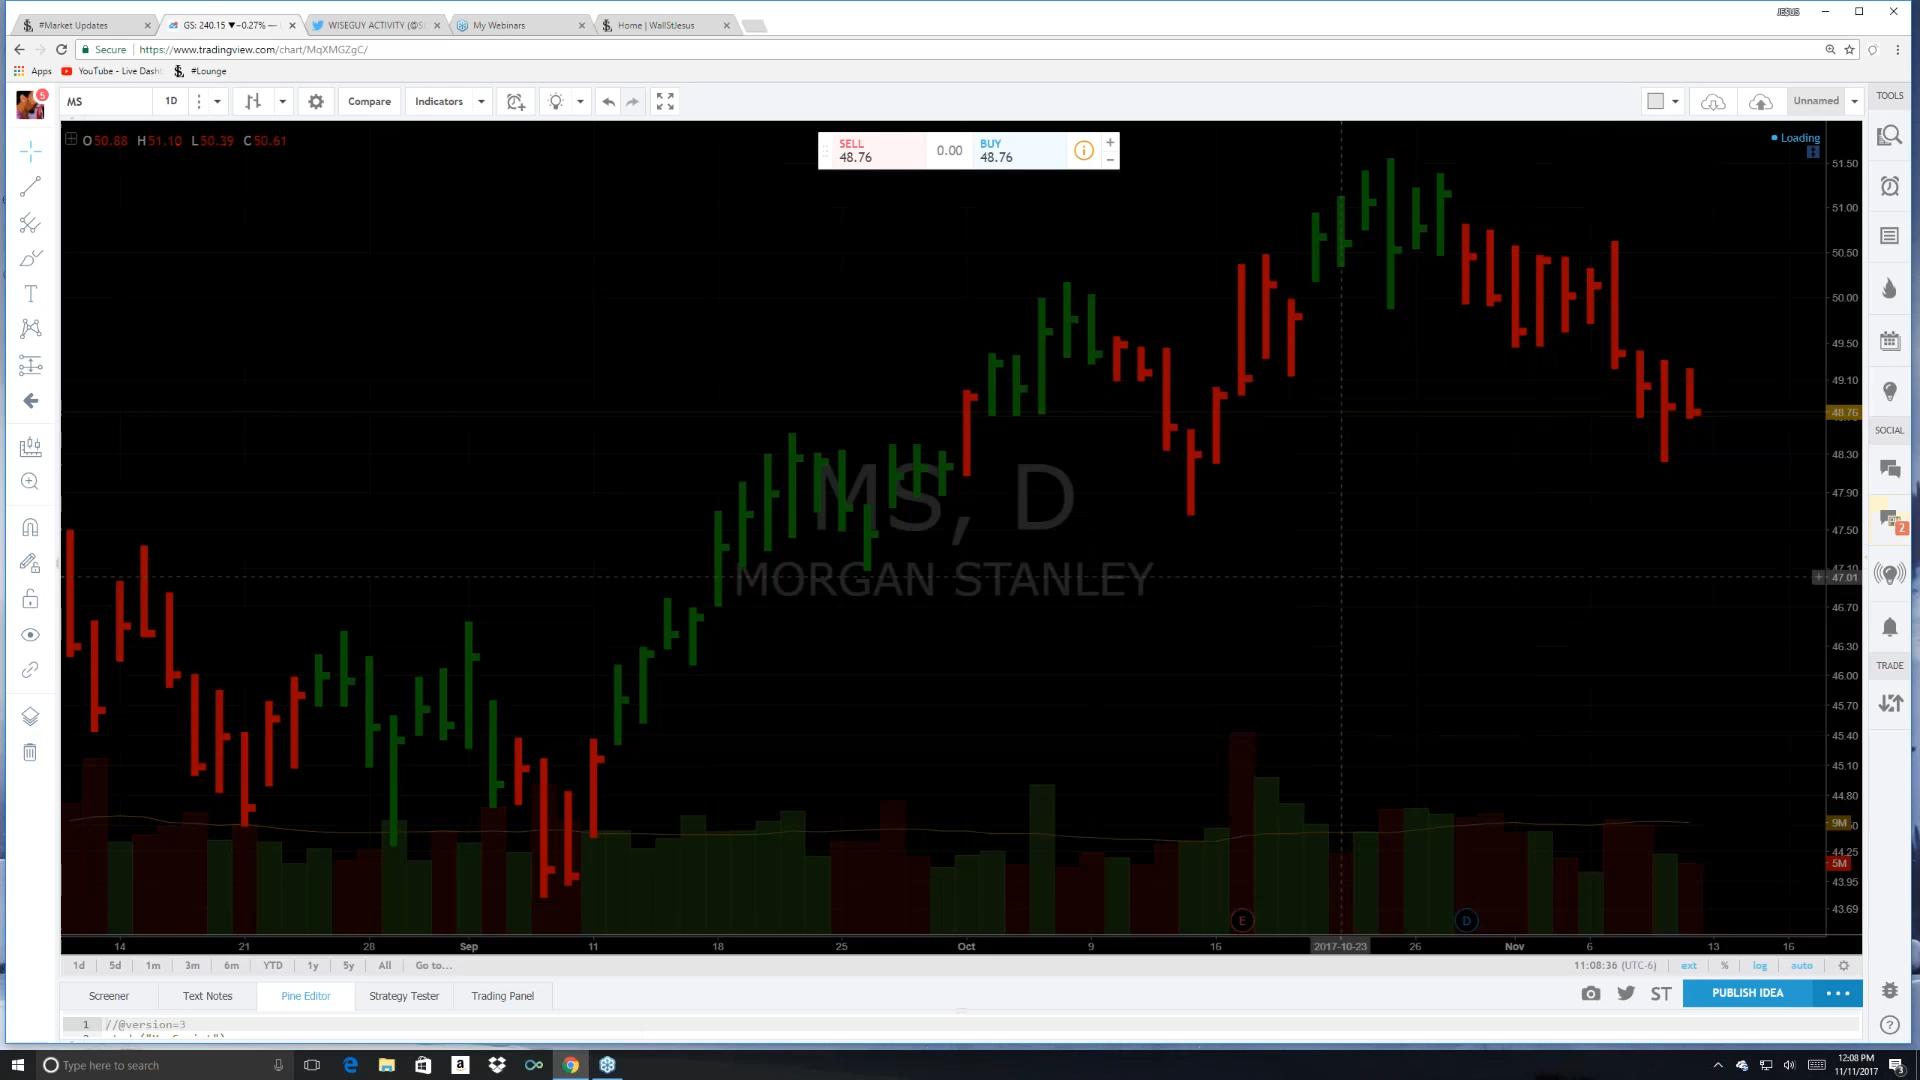 JESUS
#Market Updates
GS: 240.15 ▼−0.27% —
WISEGUY ACTIVITY (@S
My Webinars
Home | WallStJesus
Secure
https://www.tradingview.com/chart/MqXMGZgC/
Apps
YouTube - Live Dash
#Lounge
5
MS
1D
Compare
Indicators
Unnamed
TOOLS
O50.88 H51.10 L50.39 C50.61
SELL
48.76
0.00
BUY
48.76
Loading
51.50
51.00
50.50
50.00
49.50
49.10
48.76
48.30
47.90
47.50
47.10
47.01
46.70
46.30
46.00
45.70
45.40
45.10
44.80
9M
44.25
5M
43.95
43.69
SOCIAL
2
TRADE
MS, D
MORGAN STANLEY
E
D
14
21
28
Sep
11
18
25
Oct
9
16
2017-10-23
26
Nov
6
13
16
1d
5d
1m
3m
6m
YTD
1y
5y
All
Go to...
11:08:36 (UTC-6)
ext
%
log
auto
Screener
Text Notes
Pine Editor
Strategy Tester
Trading Panel
ST
PUBLISH IDEA
1
//@version=3
Type here to search
12:08 PM
11/11/2017
3